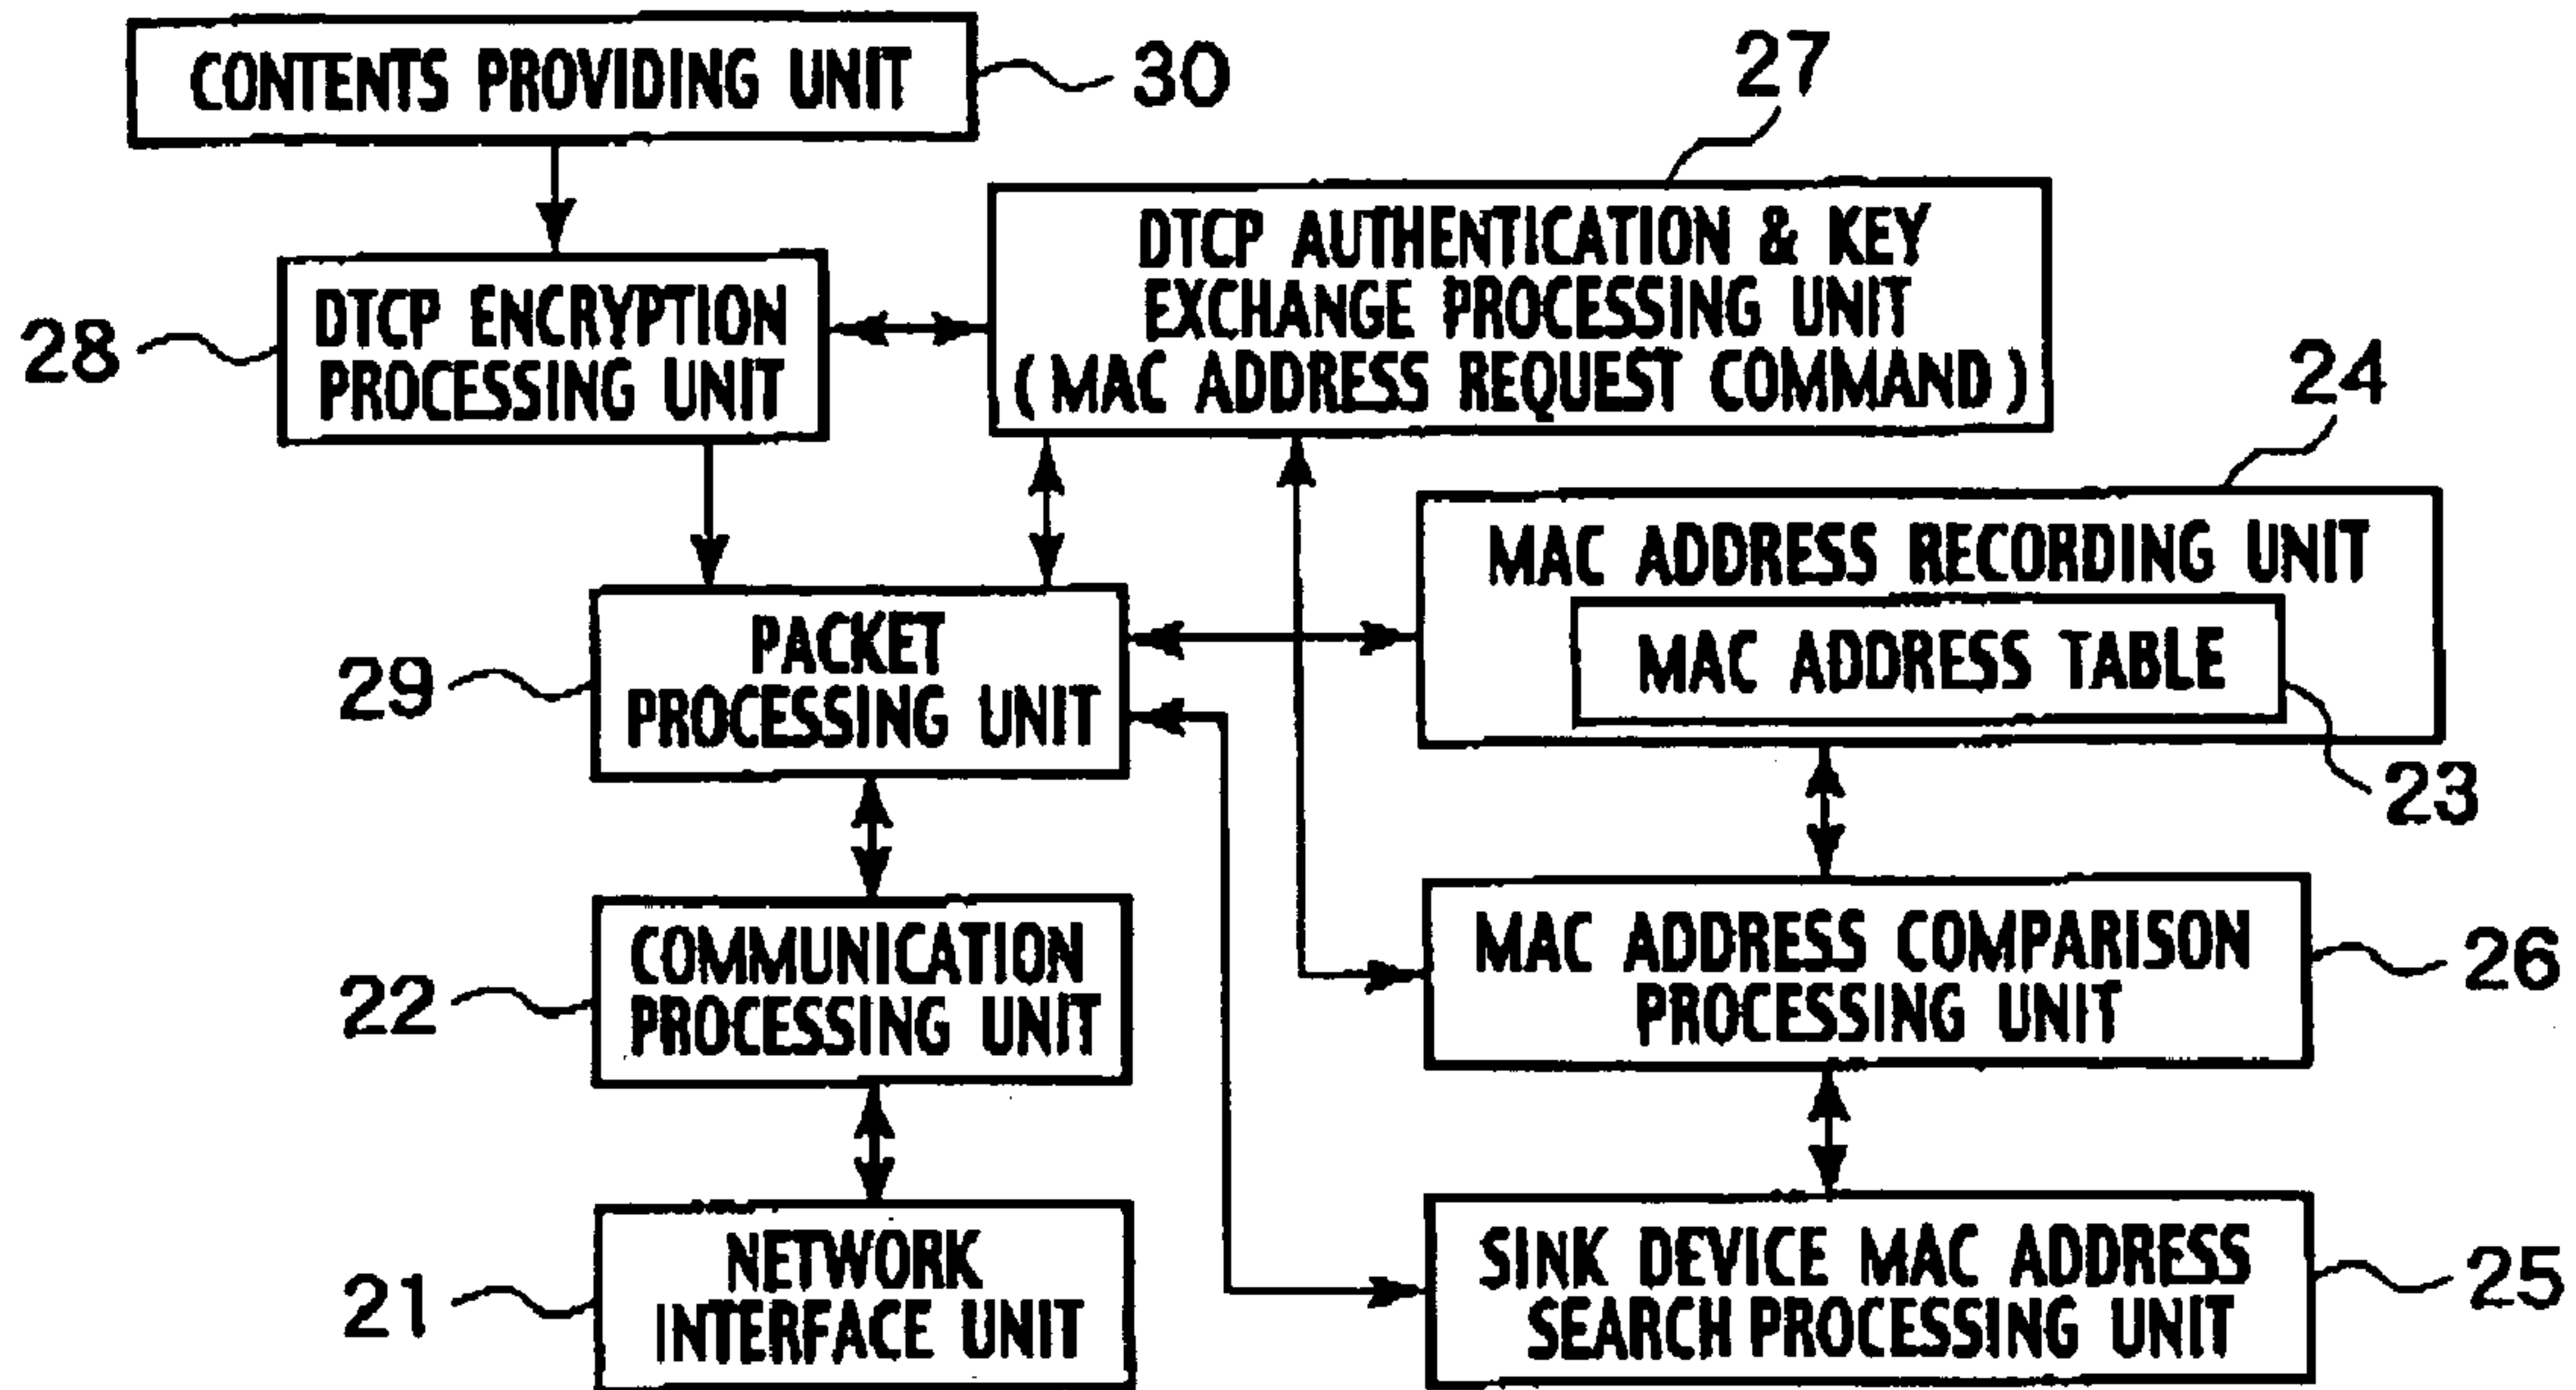 CONTENTS PROVIDING UNIT
30
27
DTCP AUTHENTICATION & KEY
EXCHANGE PROCESSING UNIT
( MAC ADDRESS REQUEST COMMAND )
28
DTCP ENCRYPTION
PROCESSING UNIT
24
MAC ADDRESS RECORDING UNIT
MAC ADDRESS TABLE
23
29
PACKET
PROCESSING UNIT
22
COMMUNICATION
PROCESSING UNIT
MAC ADDRESS COMPARISON
PROCESSING UNIT
26
21
NETWORK
INTERFACE UNIT
SINK DEVICE MAC ADDRESS
SEARCH PROCESSING UNIT
25